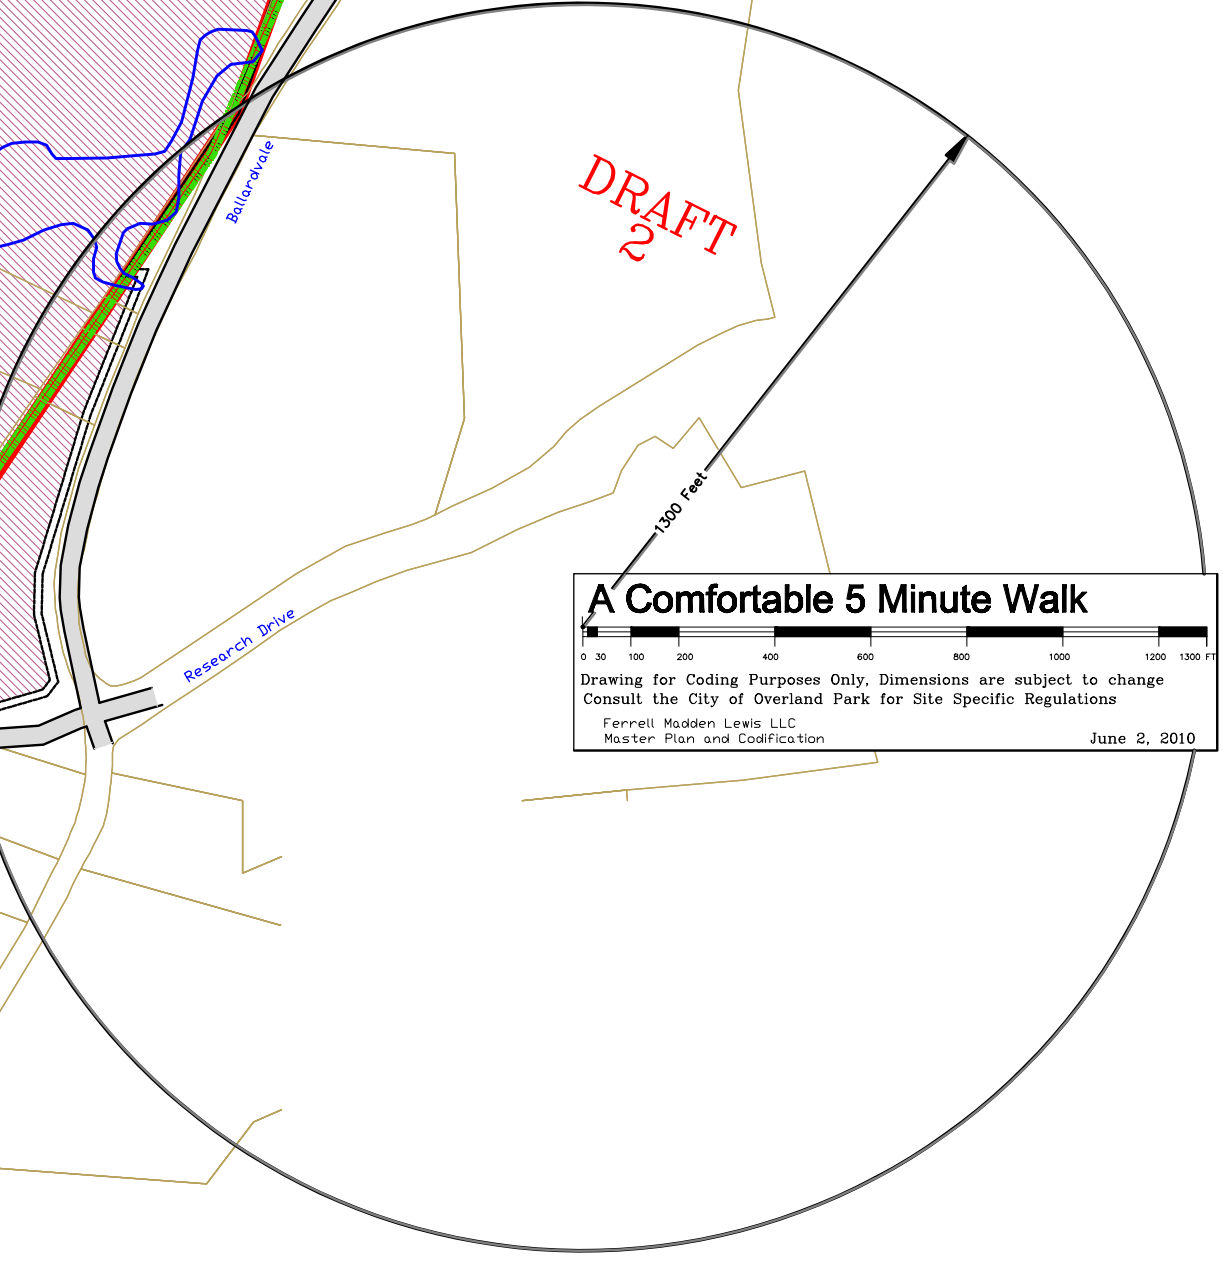 Ballardvale
DRAFT
2
1300 Feet
Research Drive
A Comfortable 5 Minute Walk
0 30 100 200 400 600 800 1000 1200 1300 FT
Drawing for Coding Purposes Only, Dimensions are subject to change
Consult the City of Overland Park for Site Specific Regulations
Ferrell Madden Lewis LLC
Master Plan and Codification
June 2, 2010